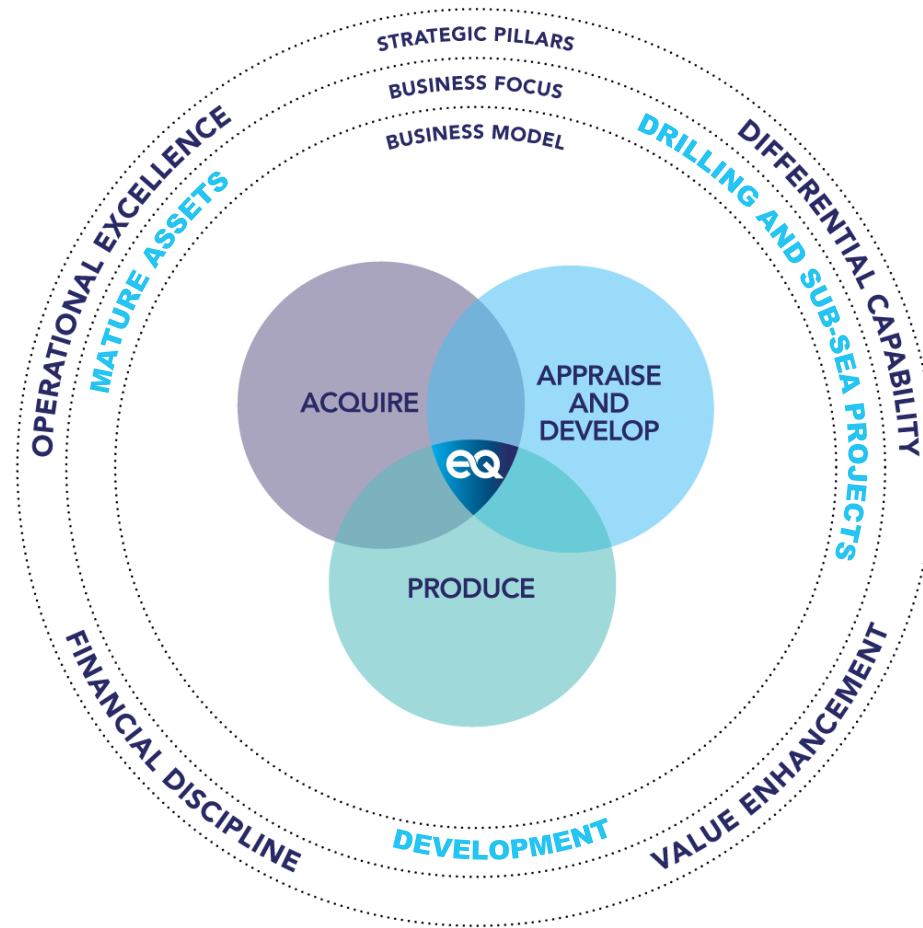 STRATEGIC PILLARS
BUSINESS FOCUS
BUSINESS MODEL
OPERATIONAL EXCELLENCE
DIFFERENTIAL CAPABILITY
MATURE ASSETS
DRILLING AND SUB-SEA PROJECTS
ACQUIRE
APPRAISE
AND
DEVELOP
eQ
PRODUCE
FINANCIAL DISCIPLINE
VALUE ENHANCEMENT
DEVELOPMENT